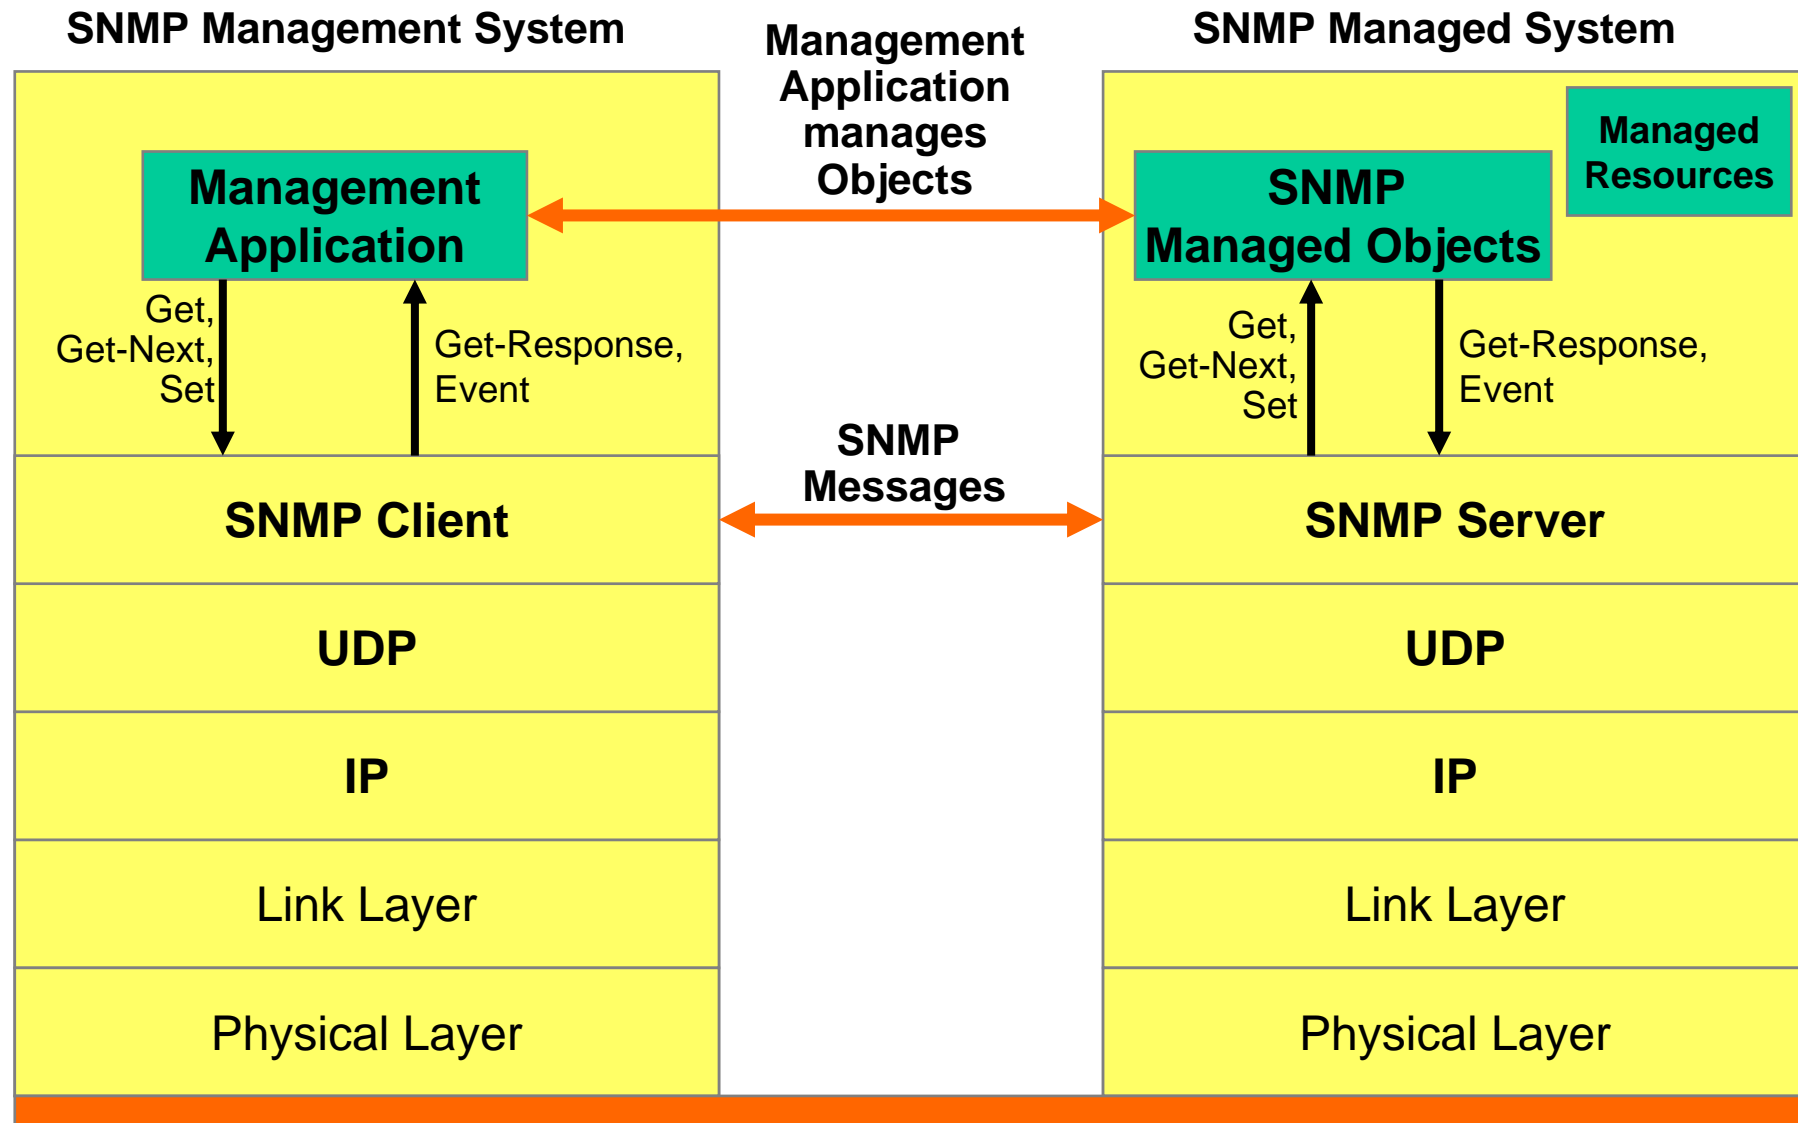 SNMP Management System
Management
Application
manages
Objects
SNMP Managed System
Management
Application
SNMP
Managed Objects
Managed
Resources
Get,
Get-Next,
Set
Get-Response,
Event
Get,
Get-Next,
Set
Get-Response,
Event
SNMP
Messages
SNMP Client
SNMP Server
UDP
UDP
IP
IP
Link Layer
Link Layer
Physical Layer
Physical Layer